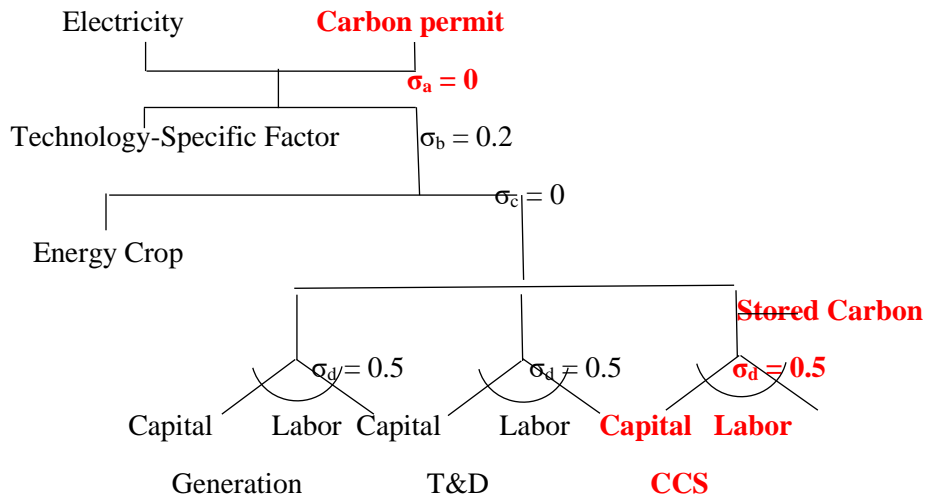 Electricity Carbon permit
σa = 0
Technology-Specific Factor σb = 0.2
σc = 0
Energy Crop
Stored Carbon
σd = 0.5 σd = 0.5 σd = 0.5
Capital Labor Capital Labor Capital Labor
Generation T&D CCS